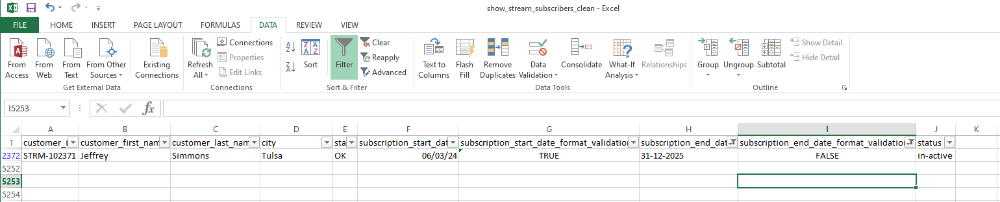 show_stream_subscribers_clean - Excel
FILE HOME INSERT PAGE LAYOUT FORMULAS DATA REVIEW VIEW
From Access From Web From Text From Other Sources Existing Connections Refresh All Connections Properties Edit Links Sort Filter Clear Reapply Advanced Text to Columns Flash Fill Remove Duplicates Data Validation Consolidate What-If Analysis Relationships Group Ungroup Subtotal Show Detail Hide Detail
Get External Data Connections Sort & Filter Data Tools Outline
I5253 fx
A B C D E F G H I J K
1 customer_i customer_first_nam customer_last_nam city sta subscription_start_dat subscription_start_date_format_validation subscription_end_dat subscription_end_date_format_validation status
2372 STRM-102371 Jeffrey Simmons Tulsa OK 06/03/24 TRUE 31-12-2025 FALSE in-active
5252
5253
5254